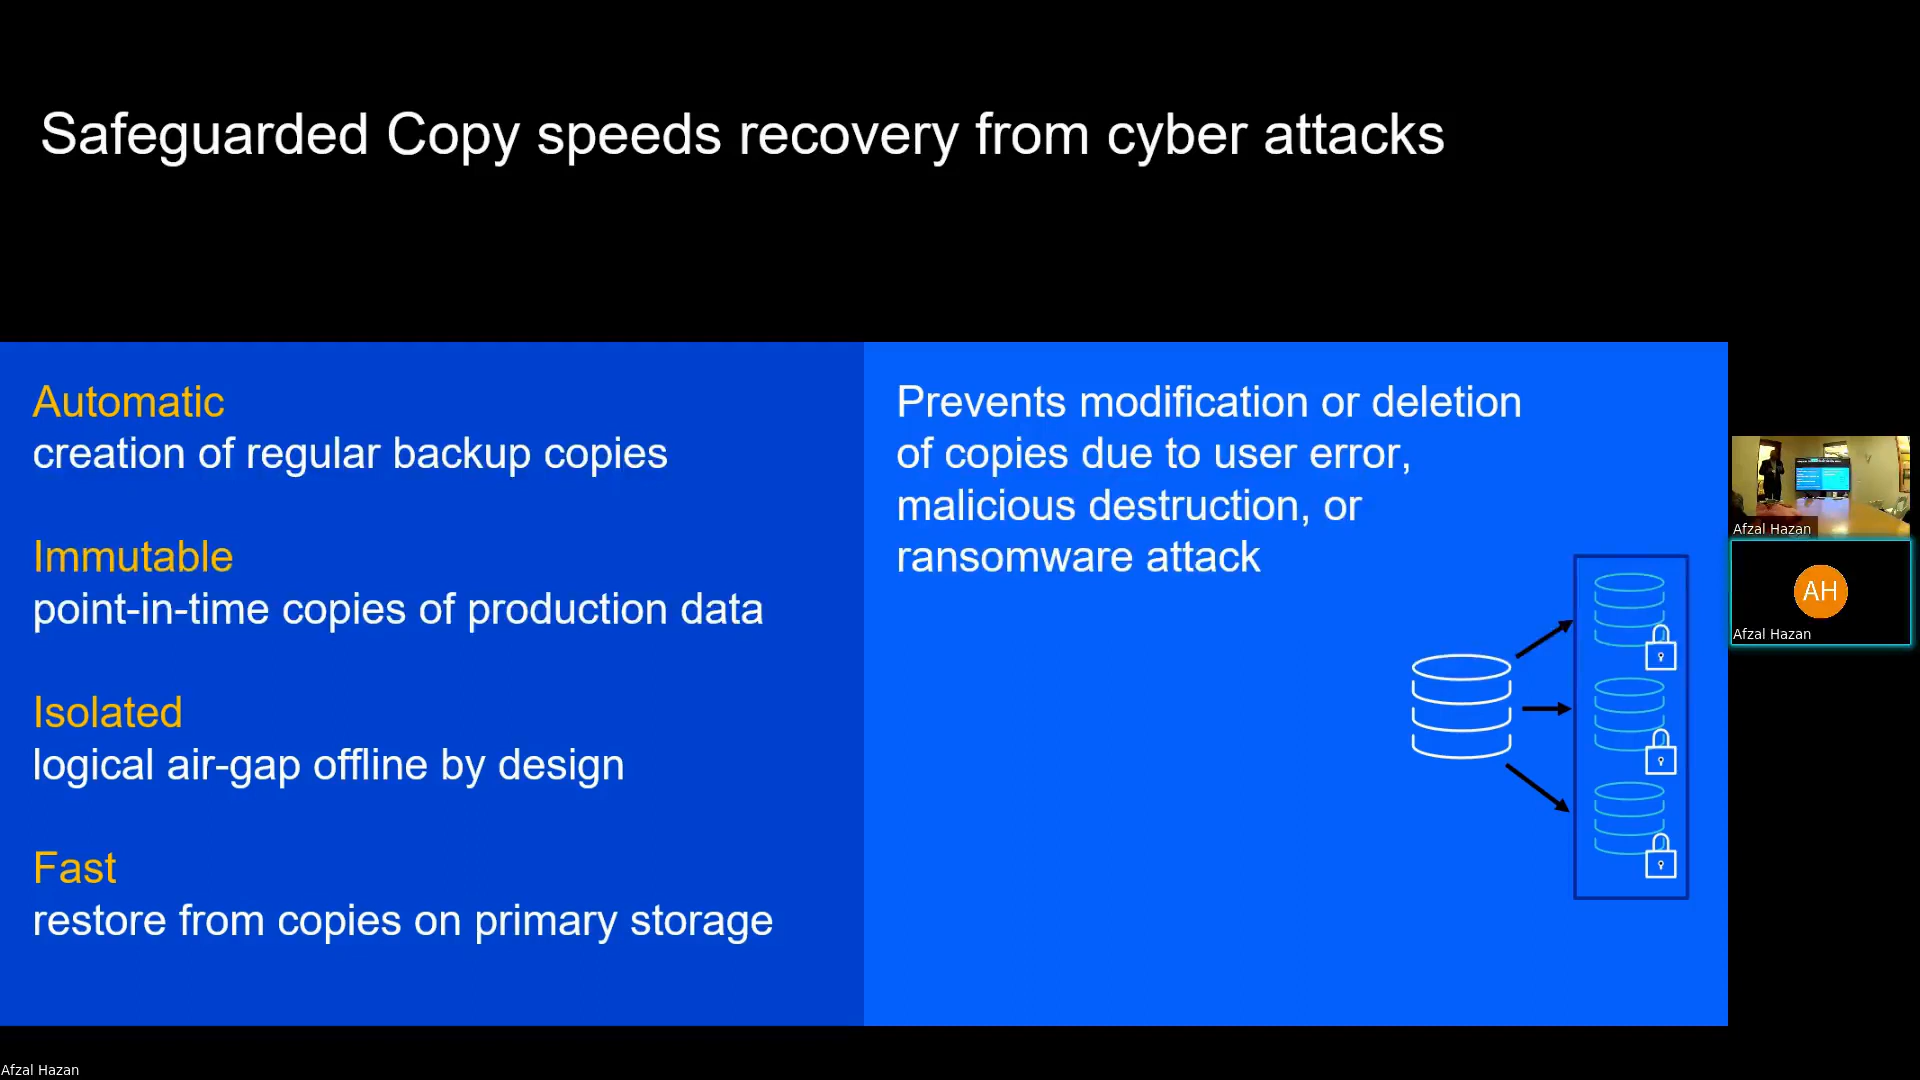 Safeguarded Copy speeds recovery from cyber attacks
Automatic
creation of regular backup copies
Immutable
point-in-time copies of production data
Isolated
logical air-gap offline by design
Fast
restore from copies on primary storage
Prevents modification or deletion
of copies due to user error,
malicious destruction, or
ransomware attack
Afzal Hazan
AH
Afzal Hazan
Afzal Hazan